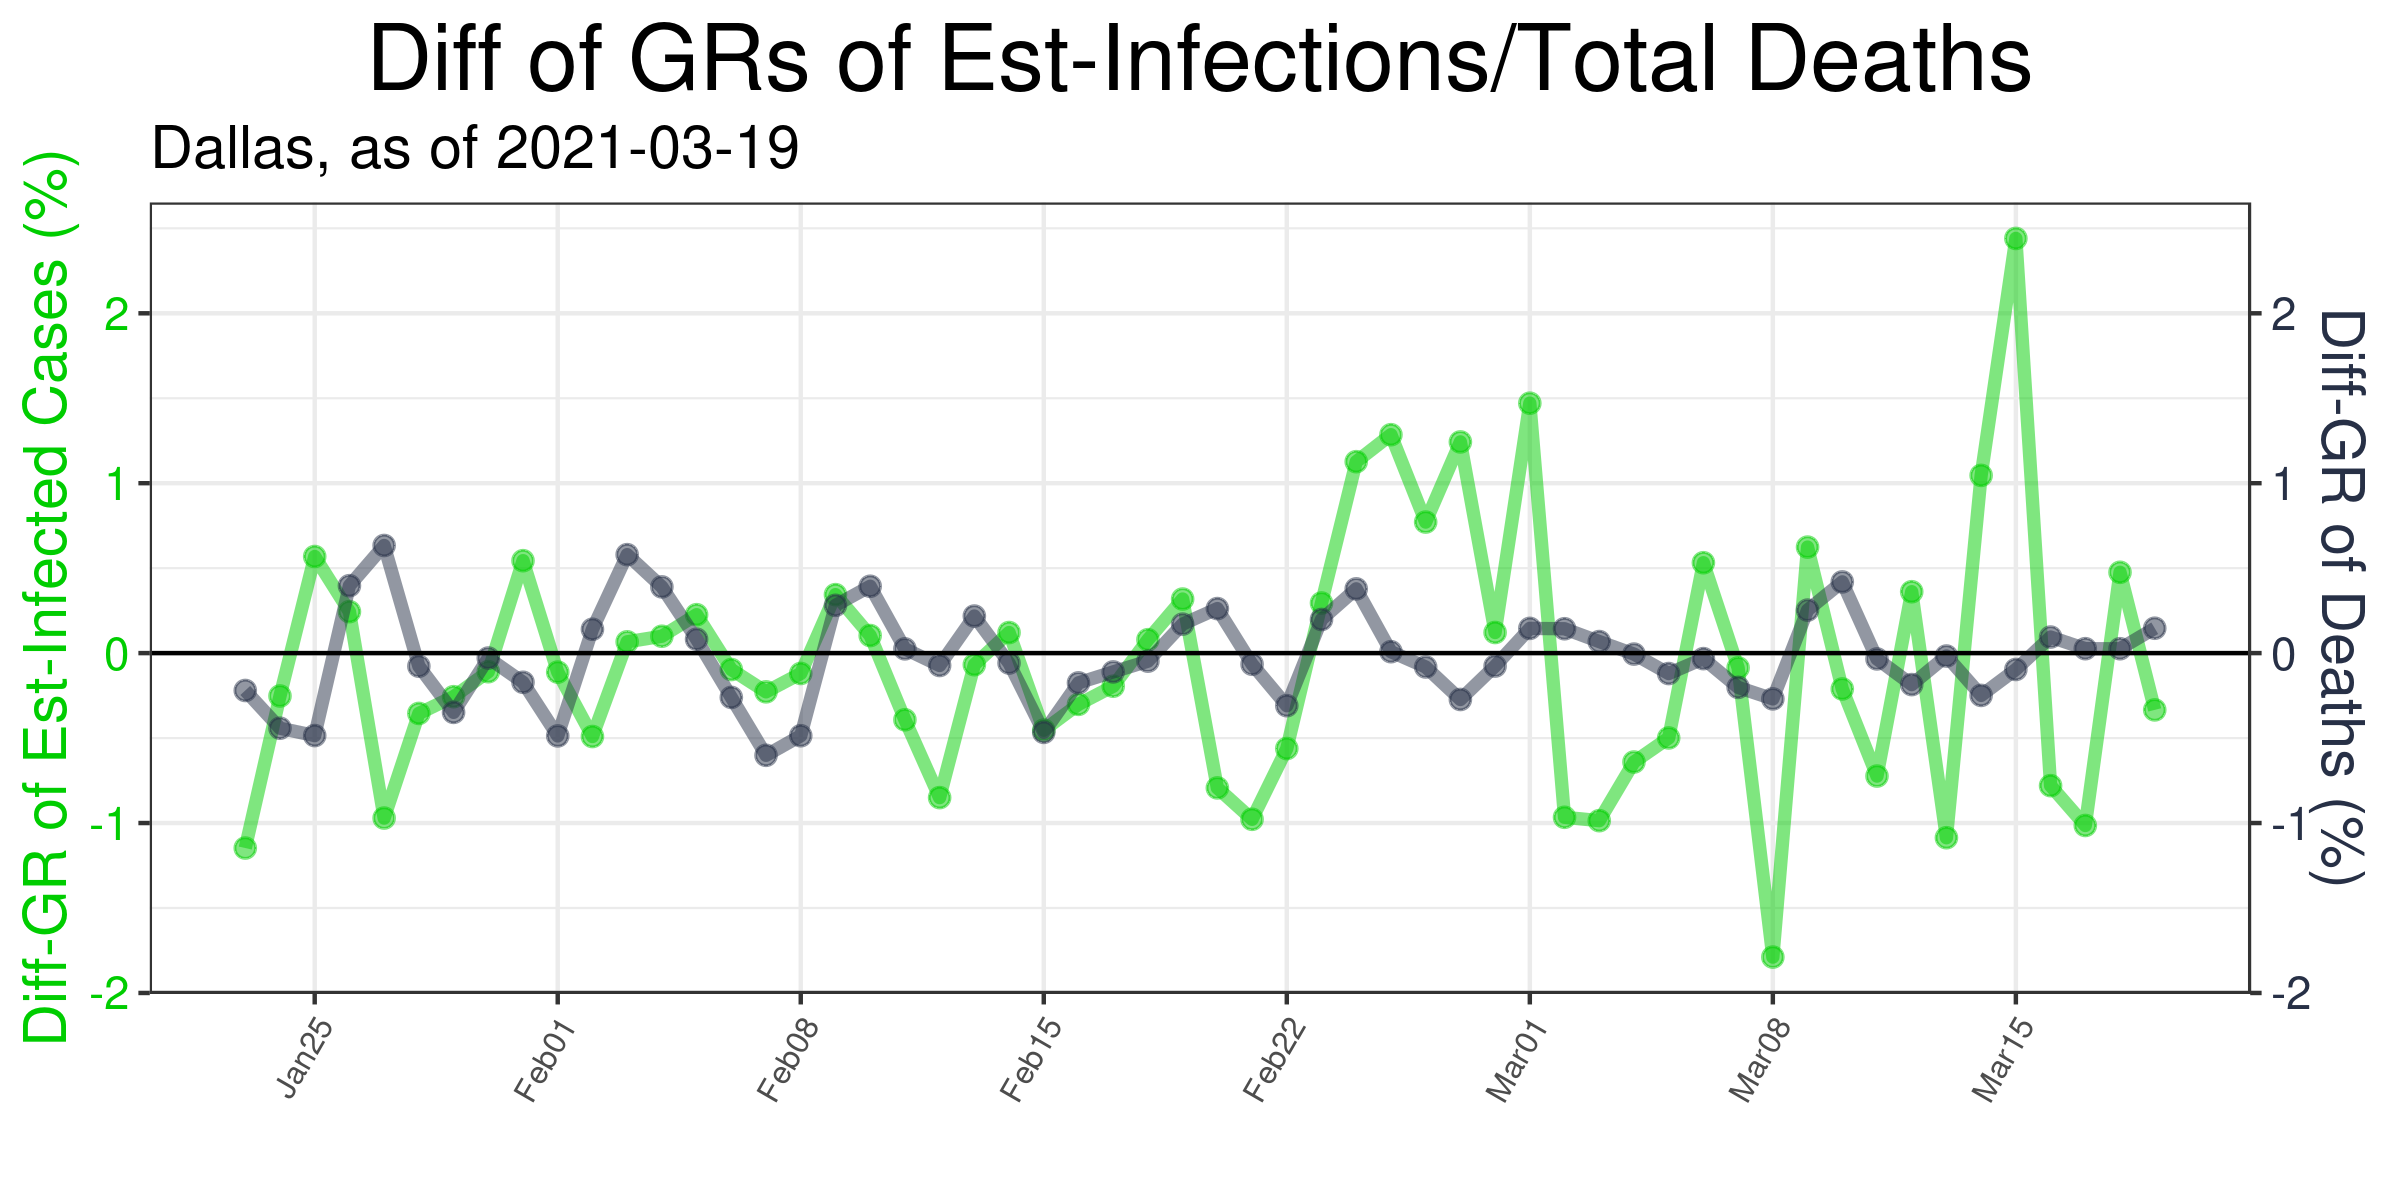 Diff of GRs of Est-Infections/Total Deaths
Dallas, as of 2021-03-19
Diff-GR of Est-Infected Cases (%)
2
1
0
-1
-2
2
1
0
-1
-2
Diff-GR of Deaths (%)
Jan25
Feb01
Feb08
Feb15
Feb22
Mar01
Mar08
Mar15